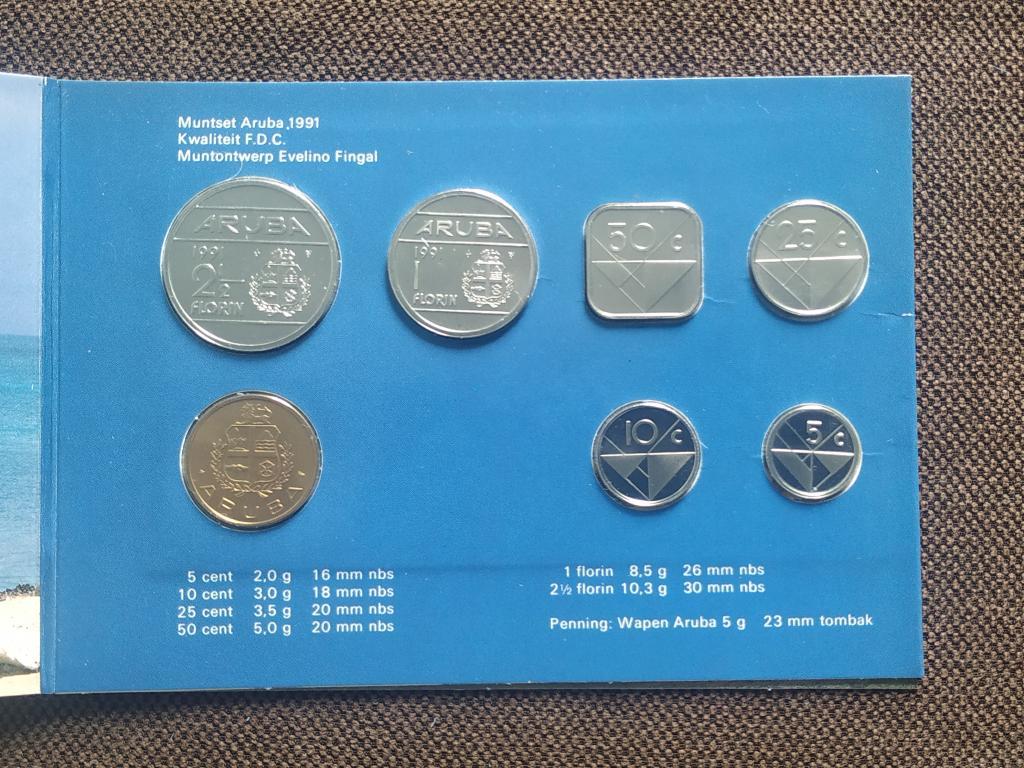 Muntset Aruba 1991
Kwaliteit F.D.C.
Muntontwerp Evelino Fingal
ARUBA
1991
2½
FLORIN
ARUBA
1991
1
FLORIN
50/c
25/c
ARUBA
10/c
5/c
5 cent 2,0 g 16 mm nbs
10 cent 3,0 g 18 mm nbs
25 cent 3,5 g 20 mm nbs
50 cent 5,0 g 20 mm nbs
1 florin 8,5 g 26 mm nbs
2½ florin 10,3 g 30 mm nbs
Penning: Wapen Aruba 5 g 23 mm tombak